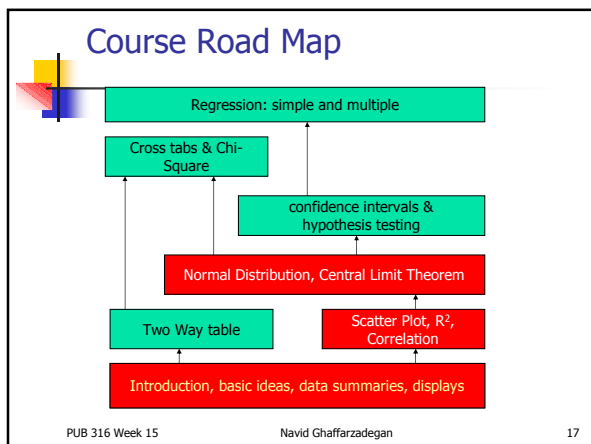 Course Road Map
Regression: simple and multiple
Cross tabs & Chi-
Square
confidence intervals &
hypothesis testing
Normal Distribution, Central Limit Theorem
Two Way table
Scatter Plot, R²,
Correlation
Introduction, basic ideas, data summaries, displays
PUB 316 Week 15 Navid Ghaffarzadegan 17